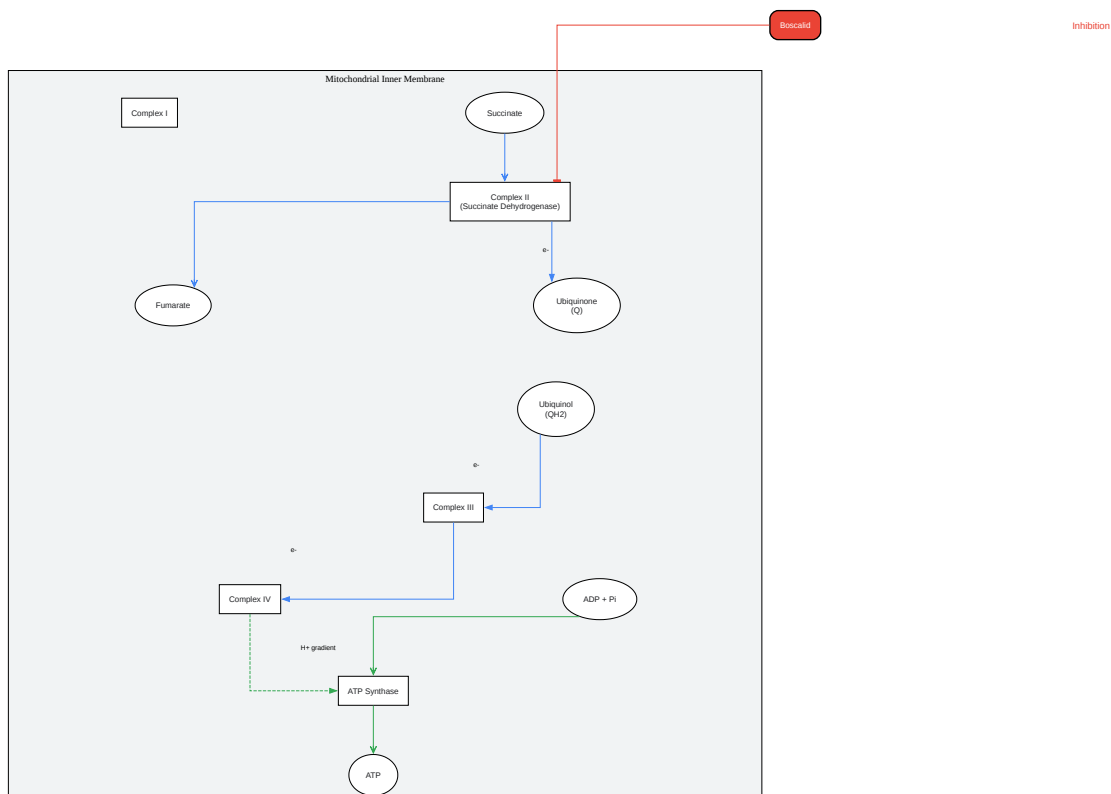 Boscalid
Inhibition
Mitochondrial Inner Membrane
Complex I
Succinate
Complex II
(Succinate Dehydrogenase)
e-
Fumarate
Ubiquinone
(Q)
Ubiquinol
(QH2)
e-
Complex III
e-
Complex IV
ADP + Pi
H+ gradient
ATP Synthase
ATP